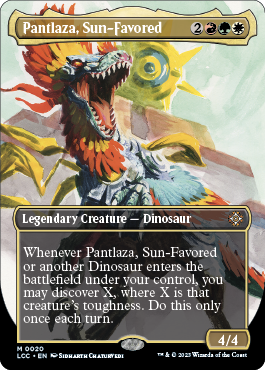 Pantlaza, Sun-Favored 2
Legendary Creature — Dinosaur
Whenever Pantlaza, Sun-Favored
or another Dinosaur enters the
battlefield under your control, you
may discover X, where X is that
creature's toughness. Do this only
once each turn.
4/4
M 0020
LCC • EN Sidharth Chaturvedi
™ & © 2023 Wizards of the Coast